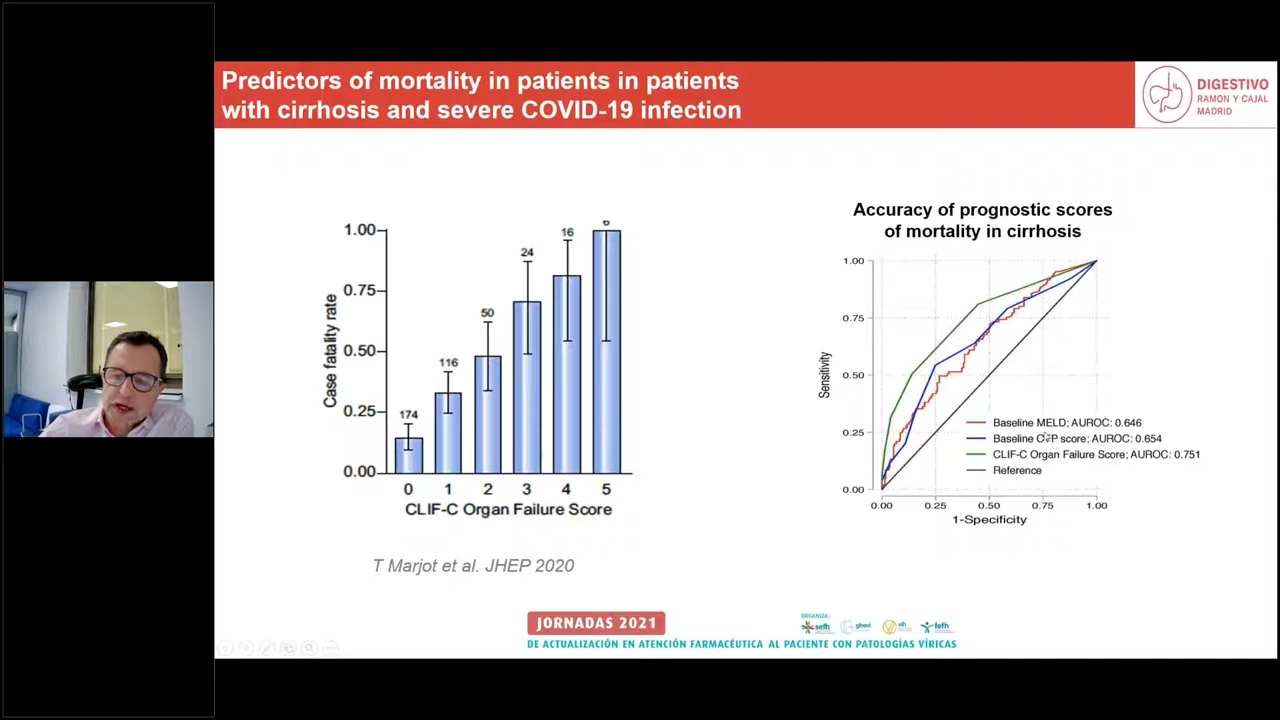 Predictors of mortality in patients in patients
with cirrhosis and severe COVID-19 infection
DIGESTIVO
RAMON Y CAJAL
MADRID
Case fatality rate
1.00
0.75
0.50
0.25
0.00
174
116
50
24
16
6
0 1 2 3 4 5
CLIF-C Organ Failure Score
T Marjot et al. JHEP 2020
Accuracy of prognostic scores
of mortality in cirrhosis
Sensitivity
1.00
0.75
0.50
0.25
0.00
Baseline MELD; AUROC: 0.646
Baseline CTP score; AUROC: 0.654
CLIF-C Organ Failure Score; AUROC: 0.751
Reference
0.00 0.25 0.50 0.75 1.00
1-Specificity
JORNADAS 2021
DE ACTUALIZACIÓN EN ATENCIÓN FARMACÉUTICA AL PACIENTE CON PATOLOGÍAS VÍRICAS
ORGANIZA:
sefh
ghevi
vih
fefh